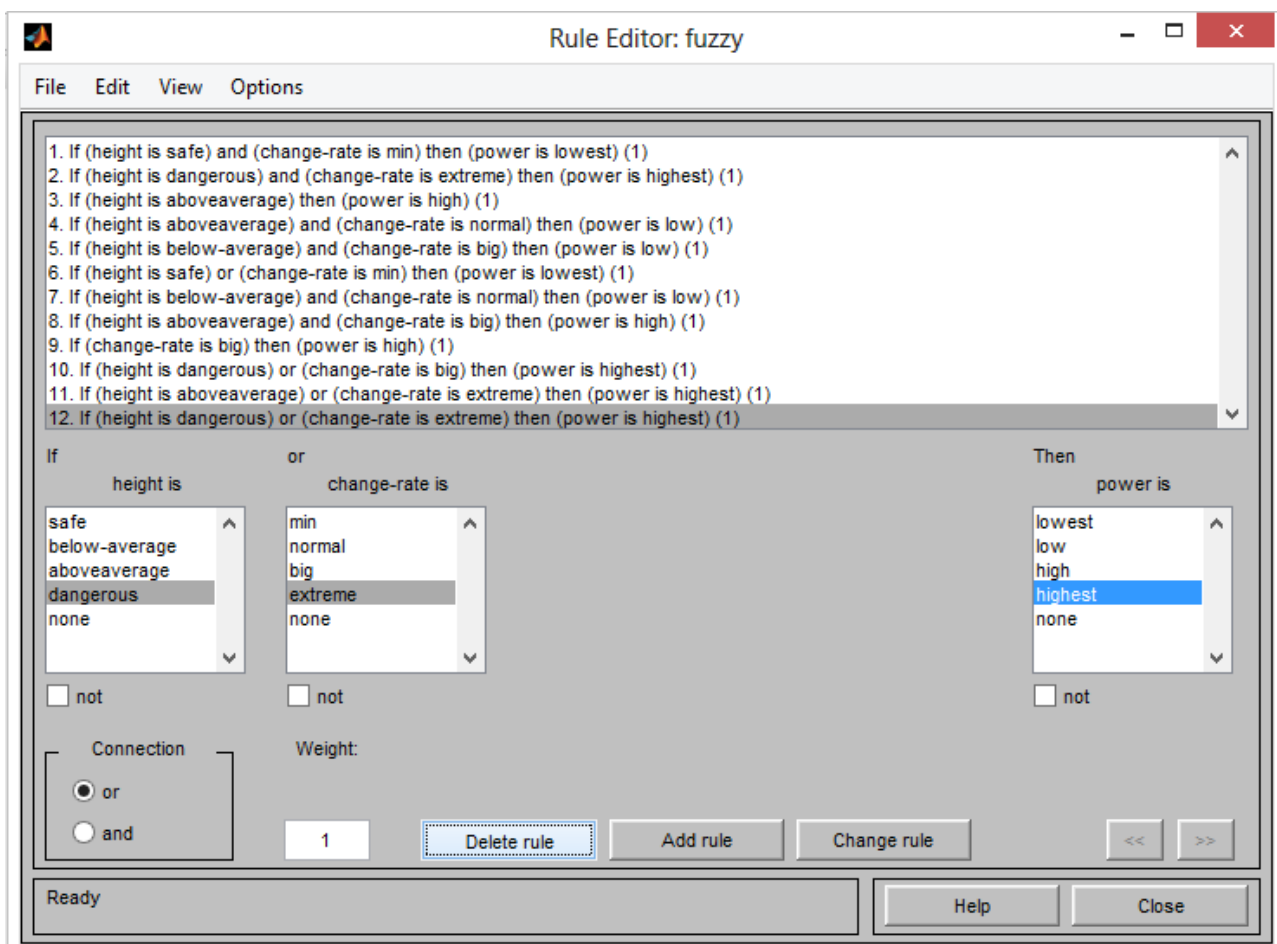 Rule Editor: fuzzy
File Edit View Options
1. If (height is safe) and (change-rate is min) then (power is lowest) (1)
2. If (height is dangerous) and (change-rate is extreme) then (power is highest) (1)
3. If (height is aboveaverage) then (power is high) (1)
4. If (height is aboveaverage) and (change-rate is normal) then (power is low) (1)
5. If (height is below-average) and (change-rate is big) then (power is low) (1)
6. If (height is safe) or (change-rate is min) then (power is lowest) (1)
7. If (height is below-average) and (change-rate is normal) then (power is low) (1)
8. If (height is aboveaverage) and (change-rate is big) then (power is high) (1)
9. If (change-rate is big) then (power is high) (1)
10. If (height is dangerous) or (change-rate is big) then (power is highest) (1)
11. If (height is aboveaverage) or (change-rate is extreme) then (power is highest) (1)
12. If (height is dangerous) or (change-rate is extreme) then (power is highest) (1)
If or Then
height is change-rate is power is
safe min lowest
below-average normal low
aboveaverage big high
dangerous extreme highest
none none none
not not not
Connection Weight:
or
and 1 Delete rule Add rule Change rule << >>
Ready Help Close